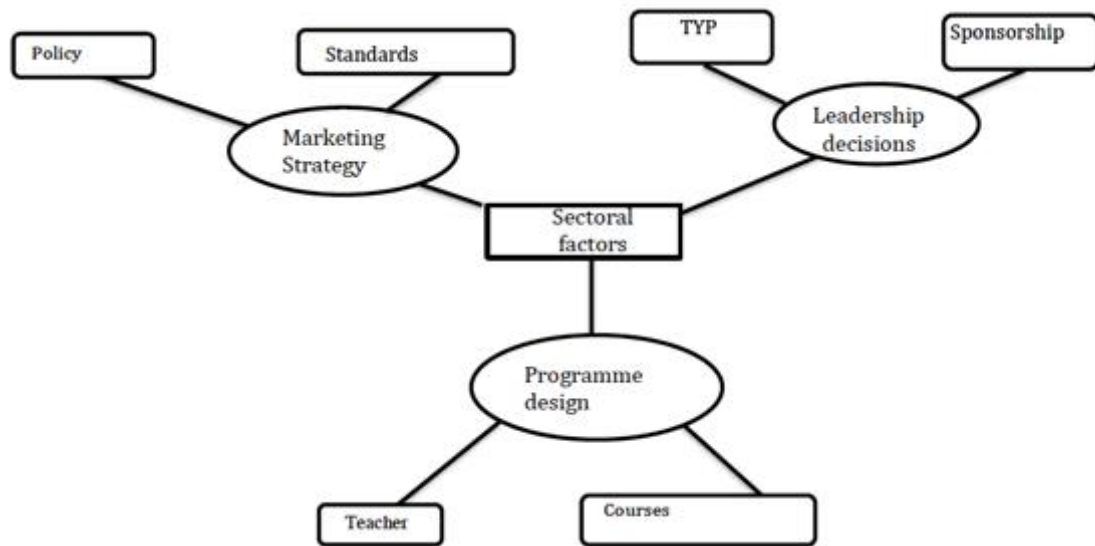 Policy
Standards
TYP
Sponsorship
Marketing
Strategy
Leadership
decisions
Sectoral
factors
Programme
design
Teacher
Courses